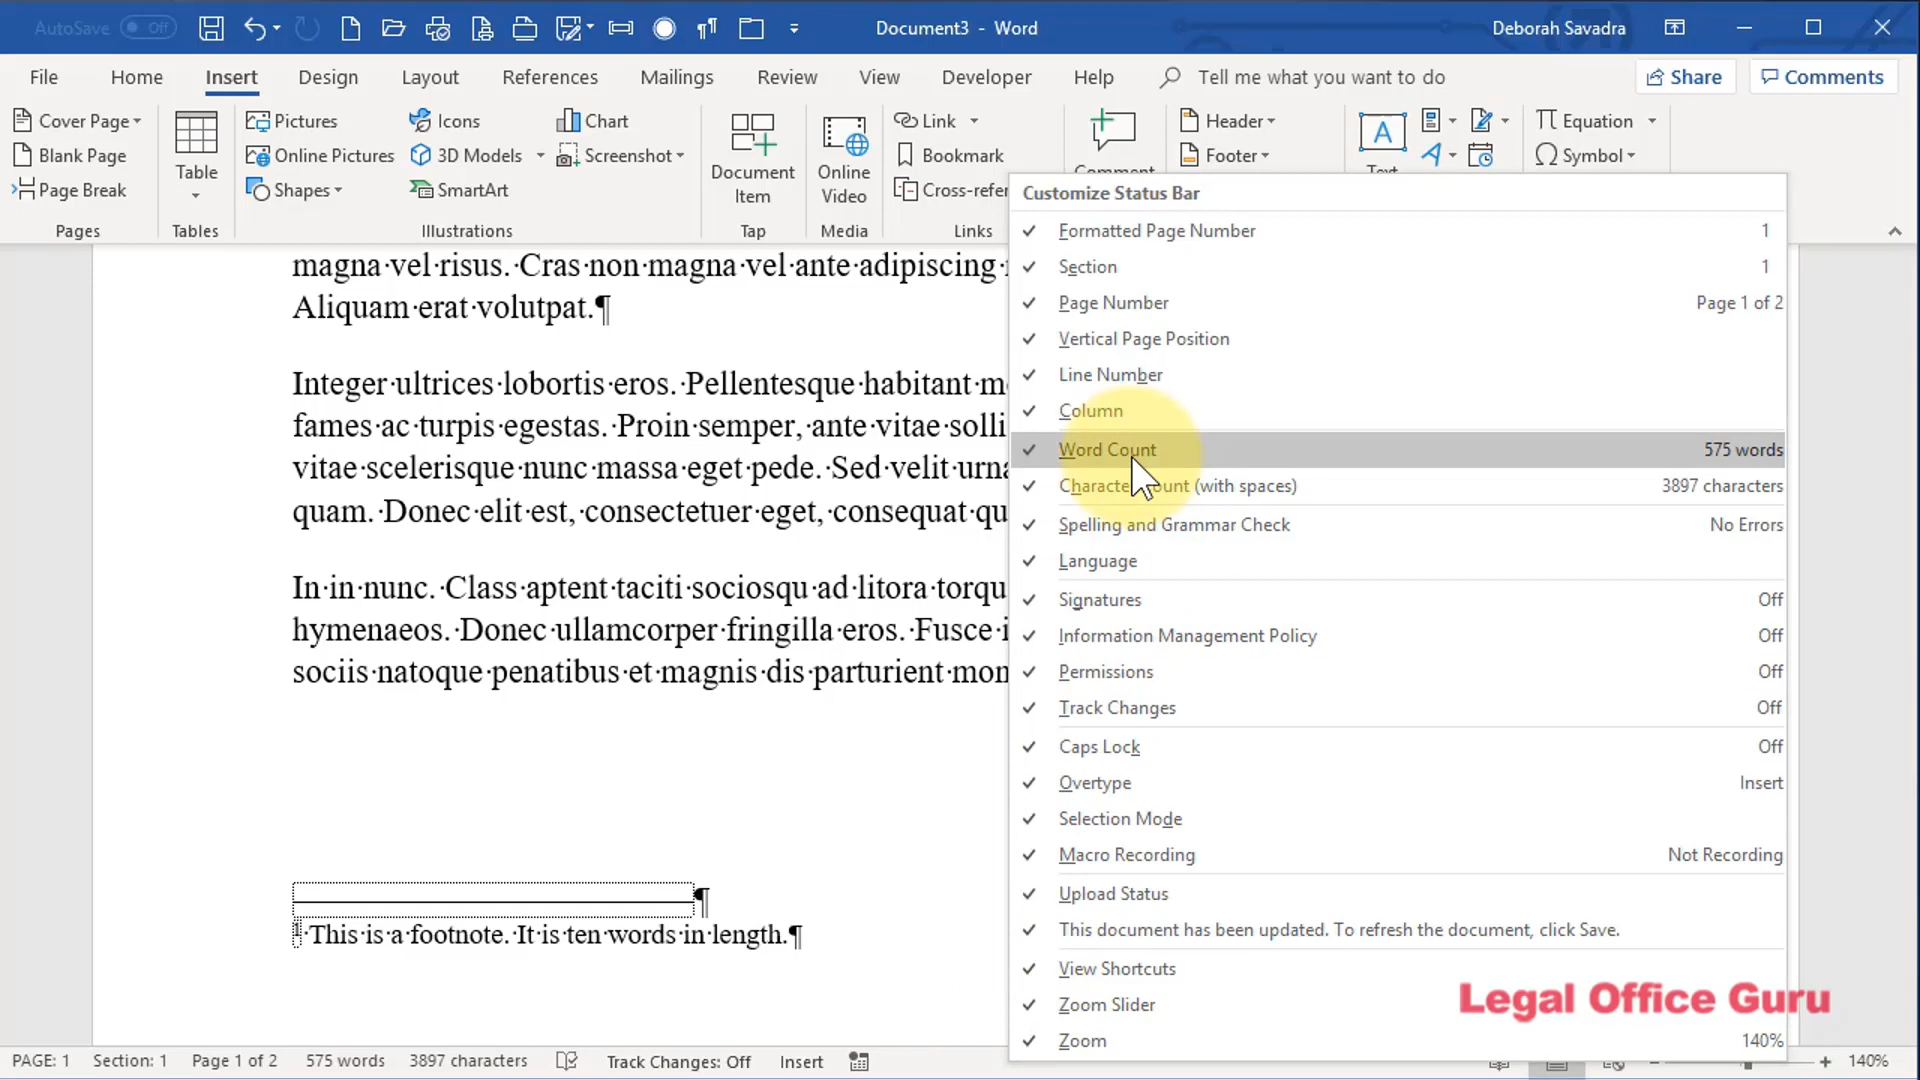 AutoSave Off
Document3 - Word
Deborah Savadra
File Home Insert Design Layout References Mailings Review View Developer Help Tell me what you want to do Share Comments
Cover Page
Blank Page
Page Break
Pages
Table
Tables
Pictures
Online Pictures
Shapes
Icons
3D Models
SmartArt
Chart
Screenshot
Illustrations
Document
Item
Tap
Online
Video
Media
Link
Bookmark
Cross-refer
Links
Comment
Header
Footer
Text
Equation
Symbol
magna·vel·risus.·Cras·non·magna·vel·ante·adipiscing·
Aliquam·erat·volutpat.¶
Integer·ultrices·lobortis·eros.·Pellentesque·habitant·m
fames·ac·turpis·egestas.·Proin·semper,·ante·vitae·solli
vitae·scelerisque·nunc·massa·eget·pede.·Sed·velit·urna
quam.·Donec·elit·est,·consectetuer·eget,·consequat·qu
In·in·nunc.·Class·aptent·taciti·sociosqu·ad·litora·torqu
hymenaeos.·Donec·ullamcorper·fringilla·eros.·Fusce·i
sociis·natoque·penatibus·et·magnis·dis·parturient·mon
¶
1·This·is·a·footnote.·It·is·ten·words·in·length.¶
Customize Status Bar
Formatted Page Number 1
Section 1
Page Number Page 1 of 2
Vertical Page Position
Line Number
Column
Word Count 575 words
Character Count (with spaces) 3897 characters
Spelling and Grammar Check No Errors
Language
Signatures Off
Information Management Policy Off
Permissions Off
Track Changes Off
Caps Lock Off
Overtype Insert
Selection Mode
Macro Recording Not Recording
Upload Status
This document has been updated. To refresh the document, click Save.
View Shortcuts
Zoom Slider
Zoom 140%
Legal Office Guru
PAGE: 1 Section: 1 Page 1 of 2 575 words 3897 characters Track Changes: Off Insert 140%